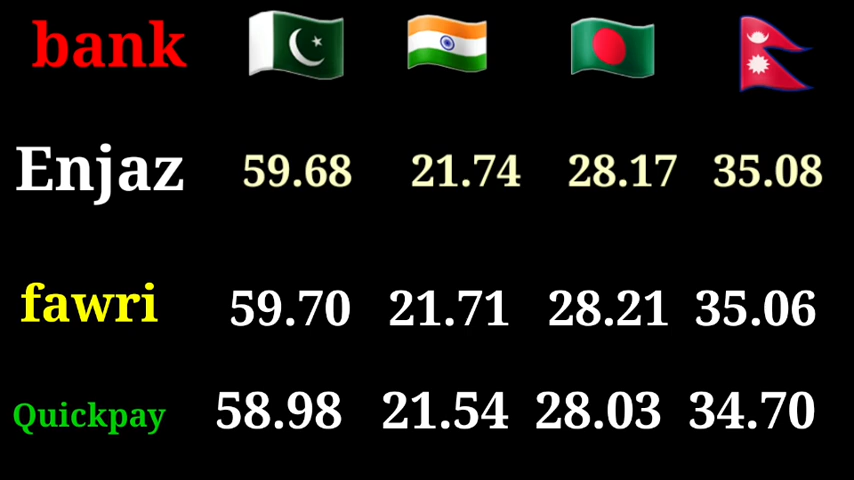 bank
Enjaz 59.68 21.74 28.17 35.08
fawri 59.70 21.71 28.21 35.06
Quickpay 58.98 21.54 28.03 34.70